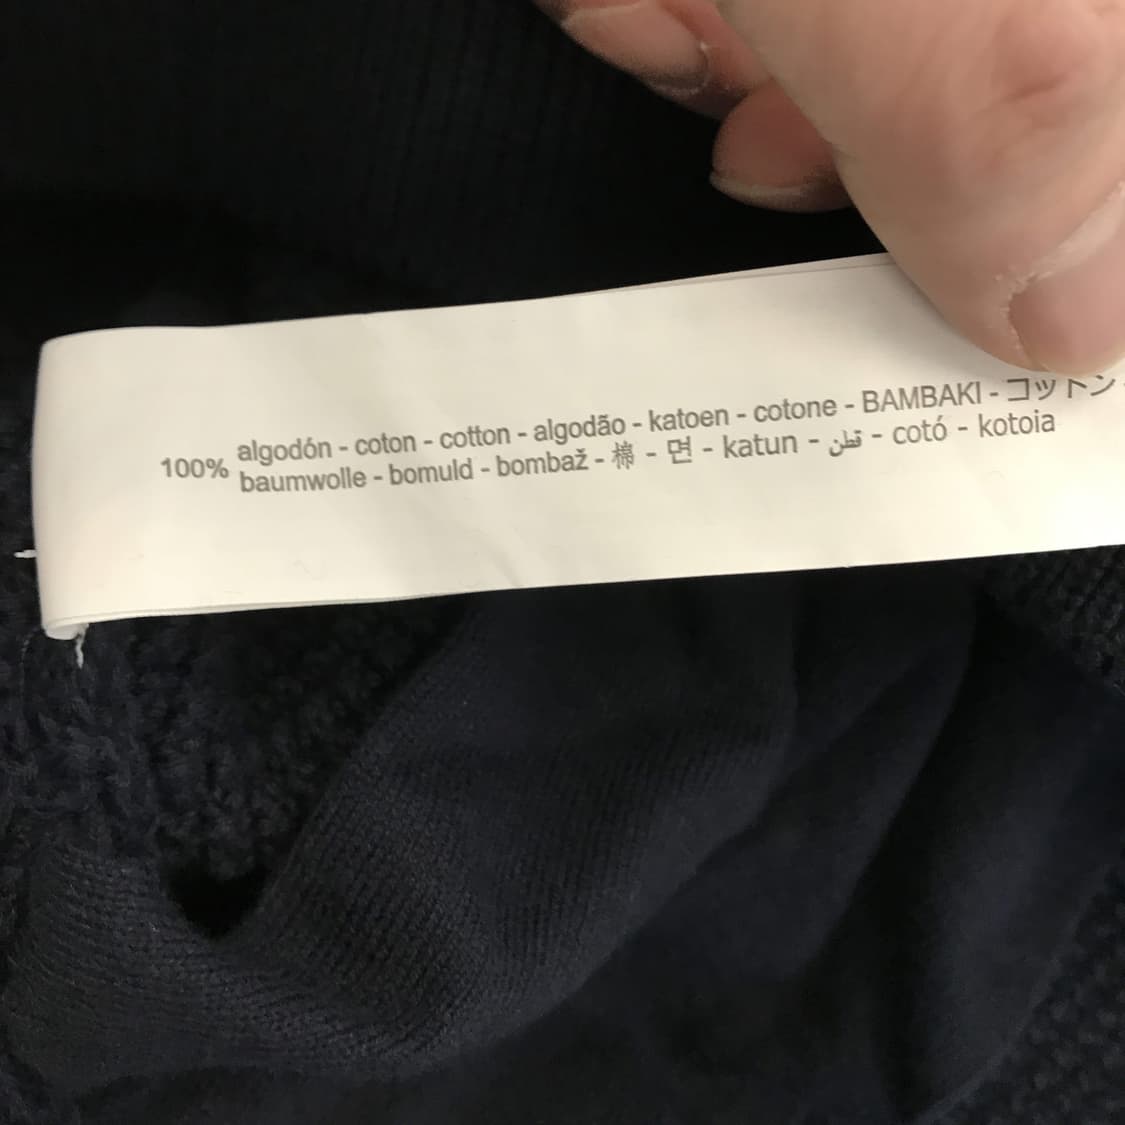 100%
algodón - coton - cotton - algodão - katoen - cotone - BAMBAKI - コットン -
baumwolle - bomuld - bombaž - 棉 - 면 - katun - قطن - cotó - kotoia